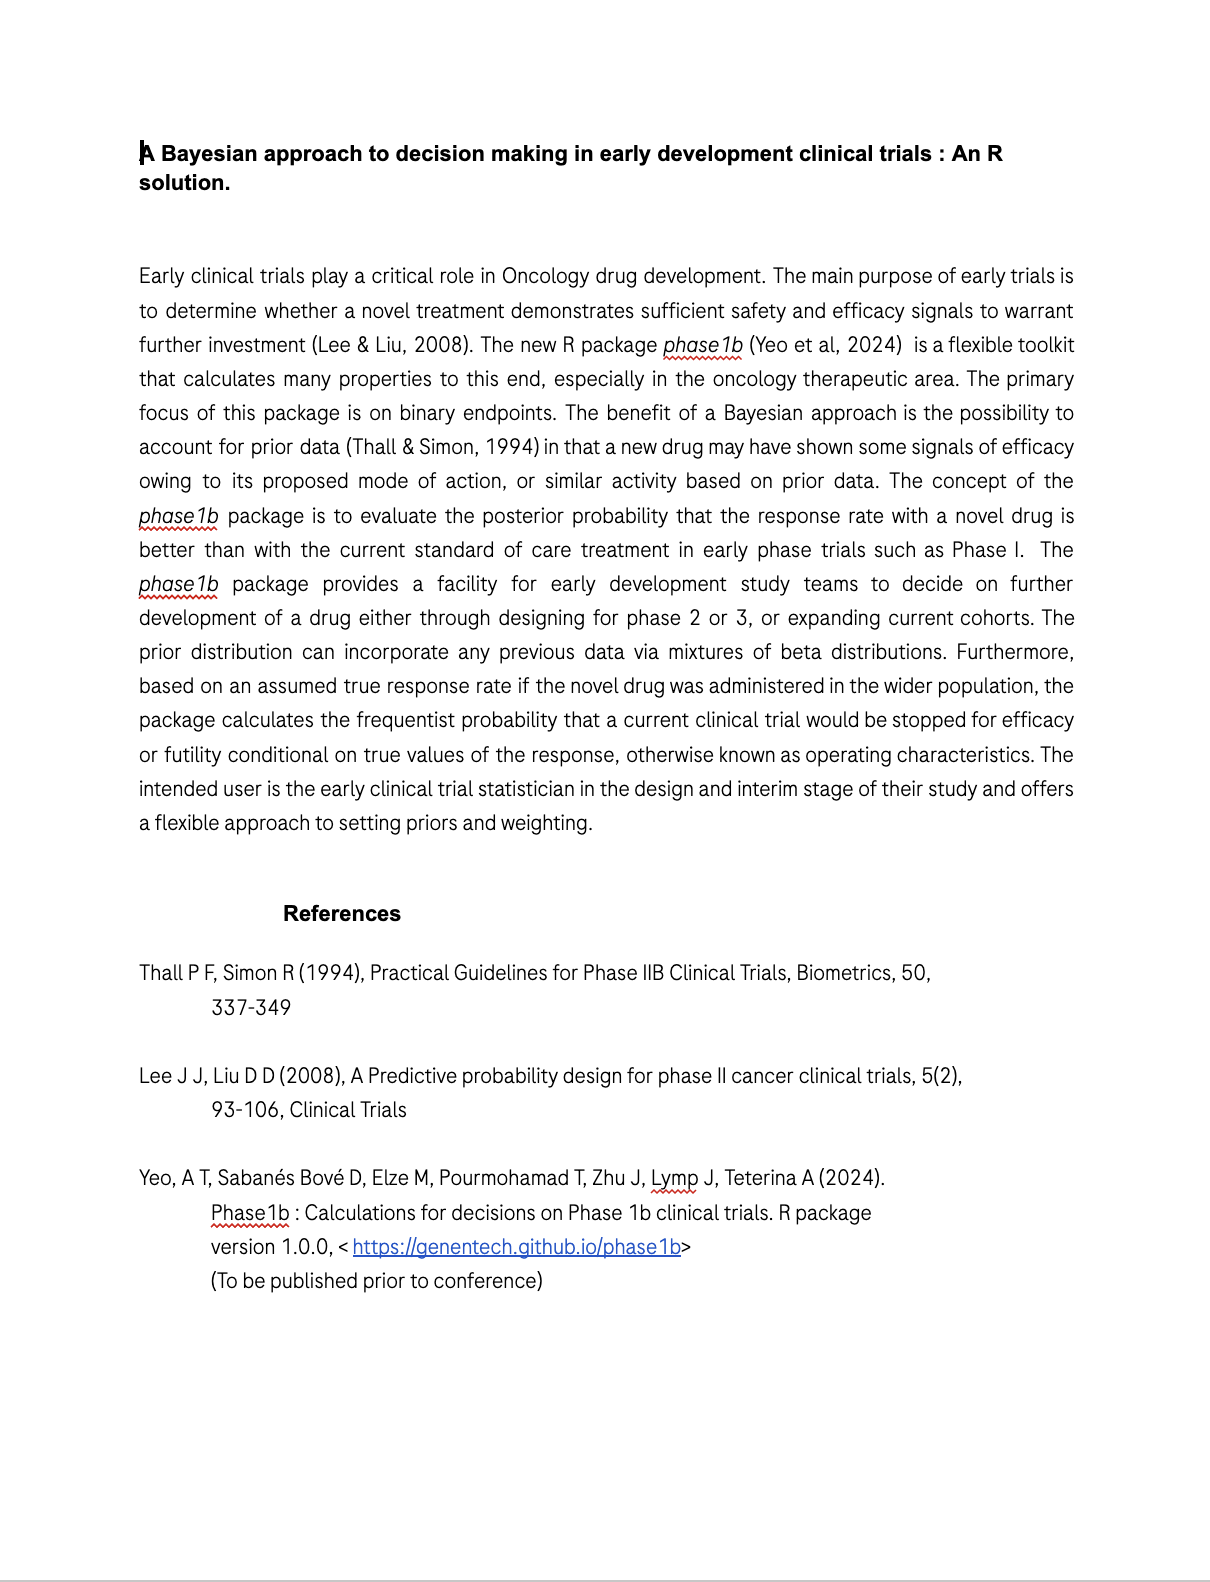 A Bayesian approach to decision making in early development clinical trials : An R
solution.
Early clinical trials play a critical role in Oncology drug development. The main purpose of early trials is
to determine whether a novel treatment demonstrates sufficient safety and efficacy signals to warrant
further investment (Lee & Liu, 2008). The new R package phase1b (Yeo et al, 2024) is a flexible toolkit
that calculates many properties to this end, especially in the oncology therapeutic area. The primary
focus of this package is on binary endpoints. The benefit of a Bayesian approach is the possibility to
account for prior data (Thall & Simon, 1994) in that a new drug may have shown some signals of efficacy
owing to its proposed mode of action, or similar activity based on prior data. The concept of the
phase1b package is to evaluate the posterior probability that the response rate with a novel drug is
better than with the current standard of care treatment in early phase trials such as Phase I. The
phase1b package provides a facility for early development study teams to decide on further
development of a drug either through designing for phase 2 or 3, or expanding current cohorts. The
prior distribution can incorporate any previous data via mixtures of beta distributions. Furthermore,
based on an assumed true response rate if the novel drug was administered in the wider population, the
package calculates the frequentist probability that a current clinical trial would be stopped for efficacy
or futility conditional on true values of the response, otherwise known as operating characteristics. The
intended user is the early clinical trial statistician in the design and interim stage of their study and offers
a flexible approach to setting priors and weighting.
References
Thall P F, Simon R (1994), Practical Guidelines for Phase IIB Clinical Trials, Biometrics, 50,
337-349
Lee J J, Liu D D (2008), A Predictive probability design for phase II cancer clinical trials, 5(2),
93-106, Clinical Trials
Yeo, A T, Sabanés Bové D, Elze M, Pourmohamad T, Zhu J, Lymp J, Teterina A (2024).
Phase1b : Calculations for decisions on Phase 1b clinical trials. R package
version 1.0.0, < https://genentech.github.io/phase1b>
(To be published prior to conference)